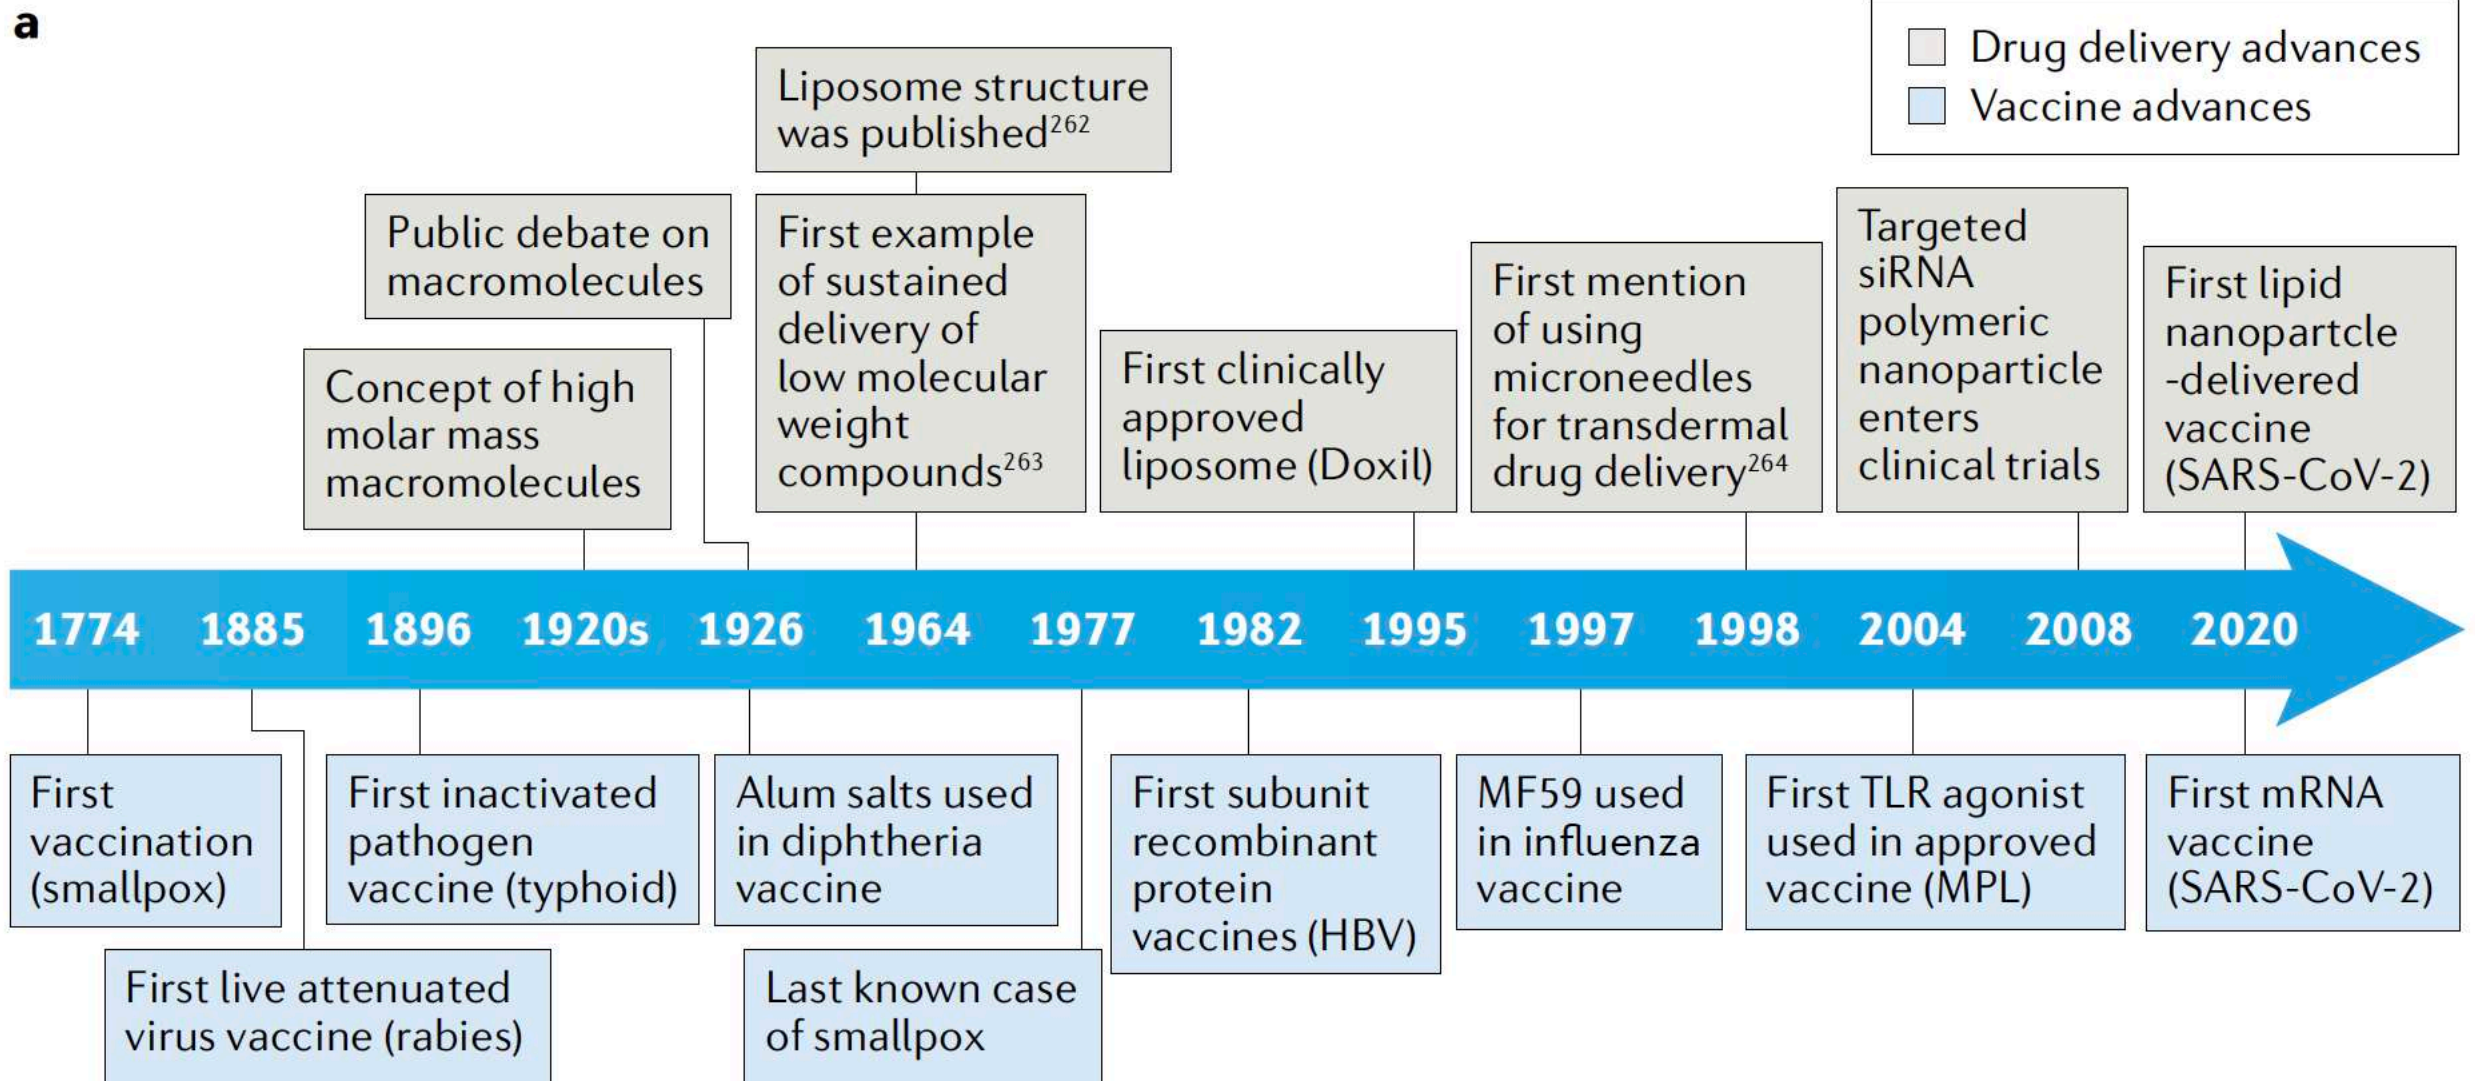 a
Drug delivery advances
Vaccine advances
Liposome structure
was published262
Public debate on
macromolecules
First example
of sustained
delivery of
low molecular
weight
compounds263
Concept of high
molar mass
macromolecules
First clinically
approved
liposome (Doxil)
First mention
of using
microneedles
for transdermal
drug delivery264
Targeted
siRNA
polymeric
nanoparticle
enters
clinical trials
First lipid
nanopartcle
-delivered
vaccine
(SARS-CoV-2)
1774 1885 1896 1920s 1926 1964 1977 1982 1995 1997 1998 2004 2008 2020
First
vaccination
(smallpox)
First live attenuated
virus vaccine (rabies)
First inactivated
pathogen
vaccine (typhoid)
Alum salts used
in diphtheria
vaccine
Last known case
of smallpox
First subunit
recombinant
protein
vaccines (HBV)
MF59 used
in influenza
vaccine
First TLR agonist
used in approved
vaccine (MPL)
First mRNA
vaccine
(SARS-CoV-2)